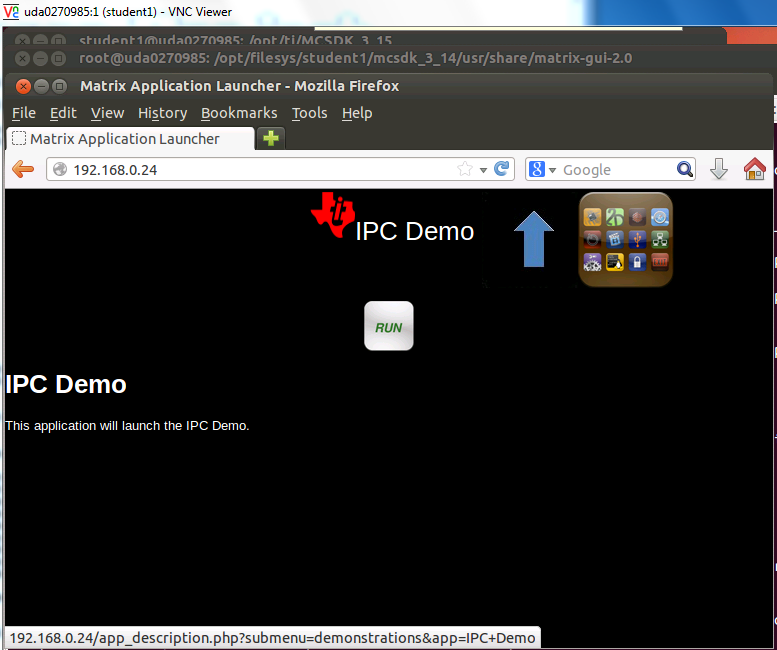 uda0270985:1 (student1) - VNC Viewer
student1@uda0270985: /opt/ti/MCSDK_3_15
root@uda0270985: /opt/filesys/student1/mcsdk_3_14/usr/share/matrix-gui-2.0
Matrix Application Launcher - Mozilla Firefox
File Edit View History Bookmarks Tools Help
Matrix Application Launcher
192.168.0.24
Google
IPC Demo
RUN
IPC Demo
This application will launch the IPC Demo.
192.168.0.24/app_description.php?submenu=demonstrations&app=IPC+Demo